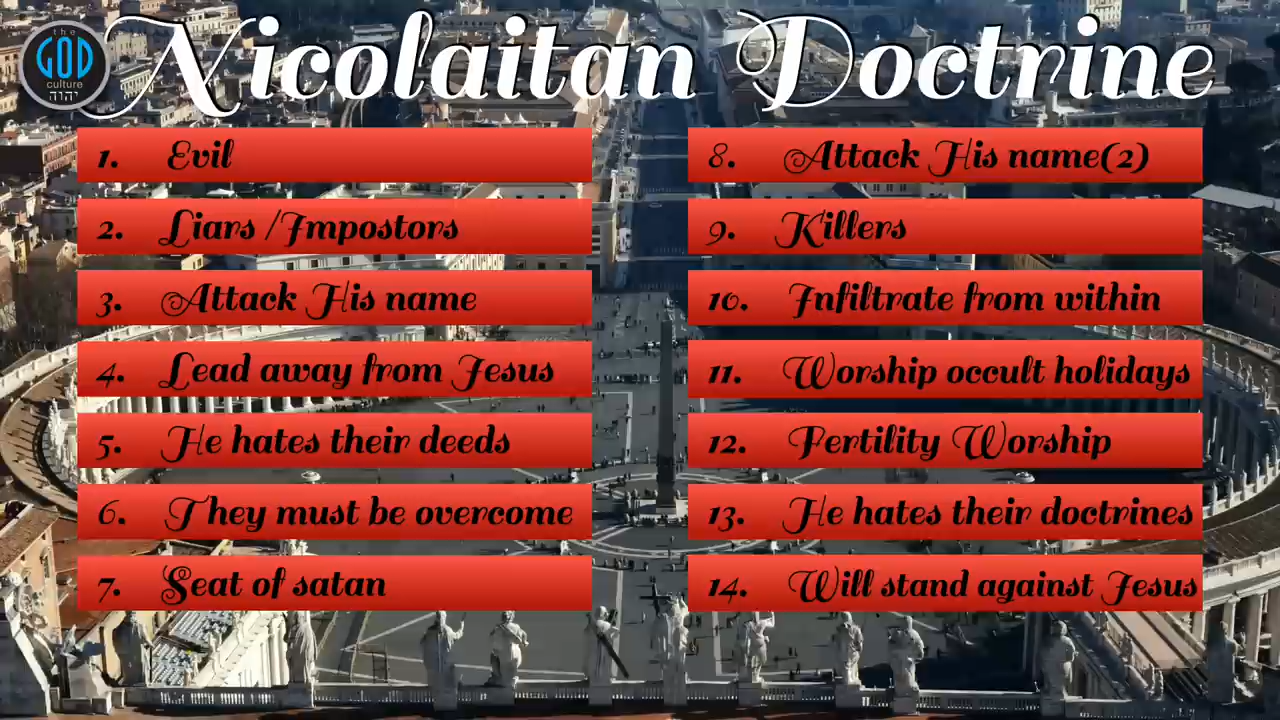 the
GOD
culture
יהוה
Nicolaitan Doctrine
1. Evil
2. Liars /Impostors
3. Attack His name
4. Lead away from Jesus
5. He hates their deeds
6. They must be overcome
7. Seat of satan
8. Attack His name(2)
9. Killers
10. Infiltrate from within
11. Worship occult holidays
12. Fertility Worship
13. He hates their doctrines
14. Will stand against Jesus